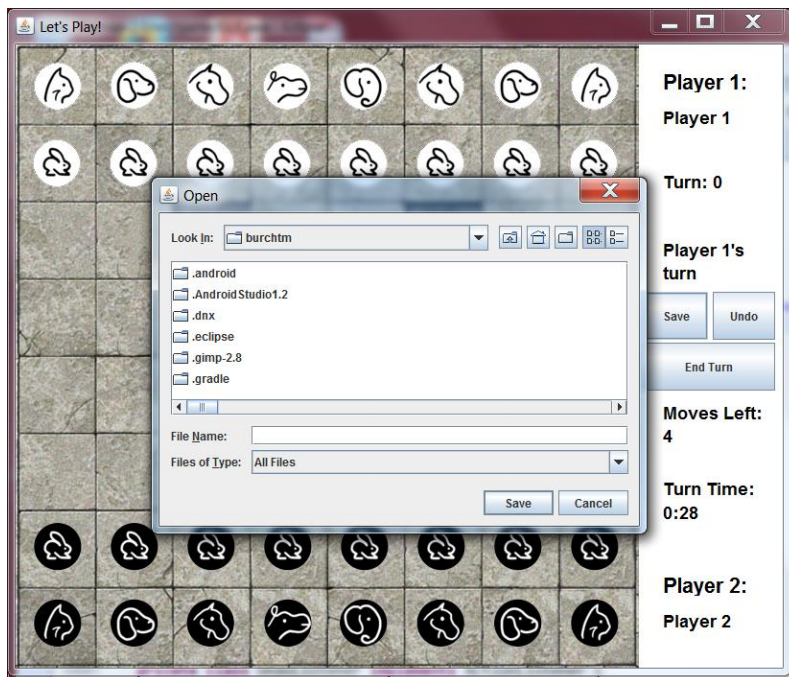 Let's Play!
Player 1:
Player 1
Turn: 0
Player 1's
turn
Save
Undo
End Turn
Moves Left:
4
Turn Time:
0:28
Player 2:
Player 2
Open
Look In:
burchtm
.android
.AndroidStudio1.2
.dnx
.eclipse
.gimp-2.8
.gradle
File Name:
Files of Type: All Files
Save
Cancel